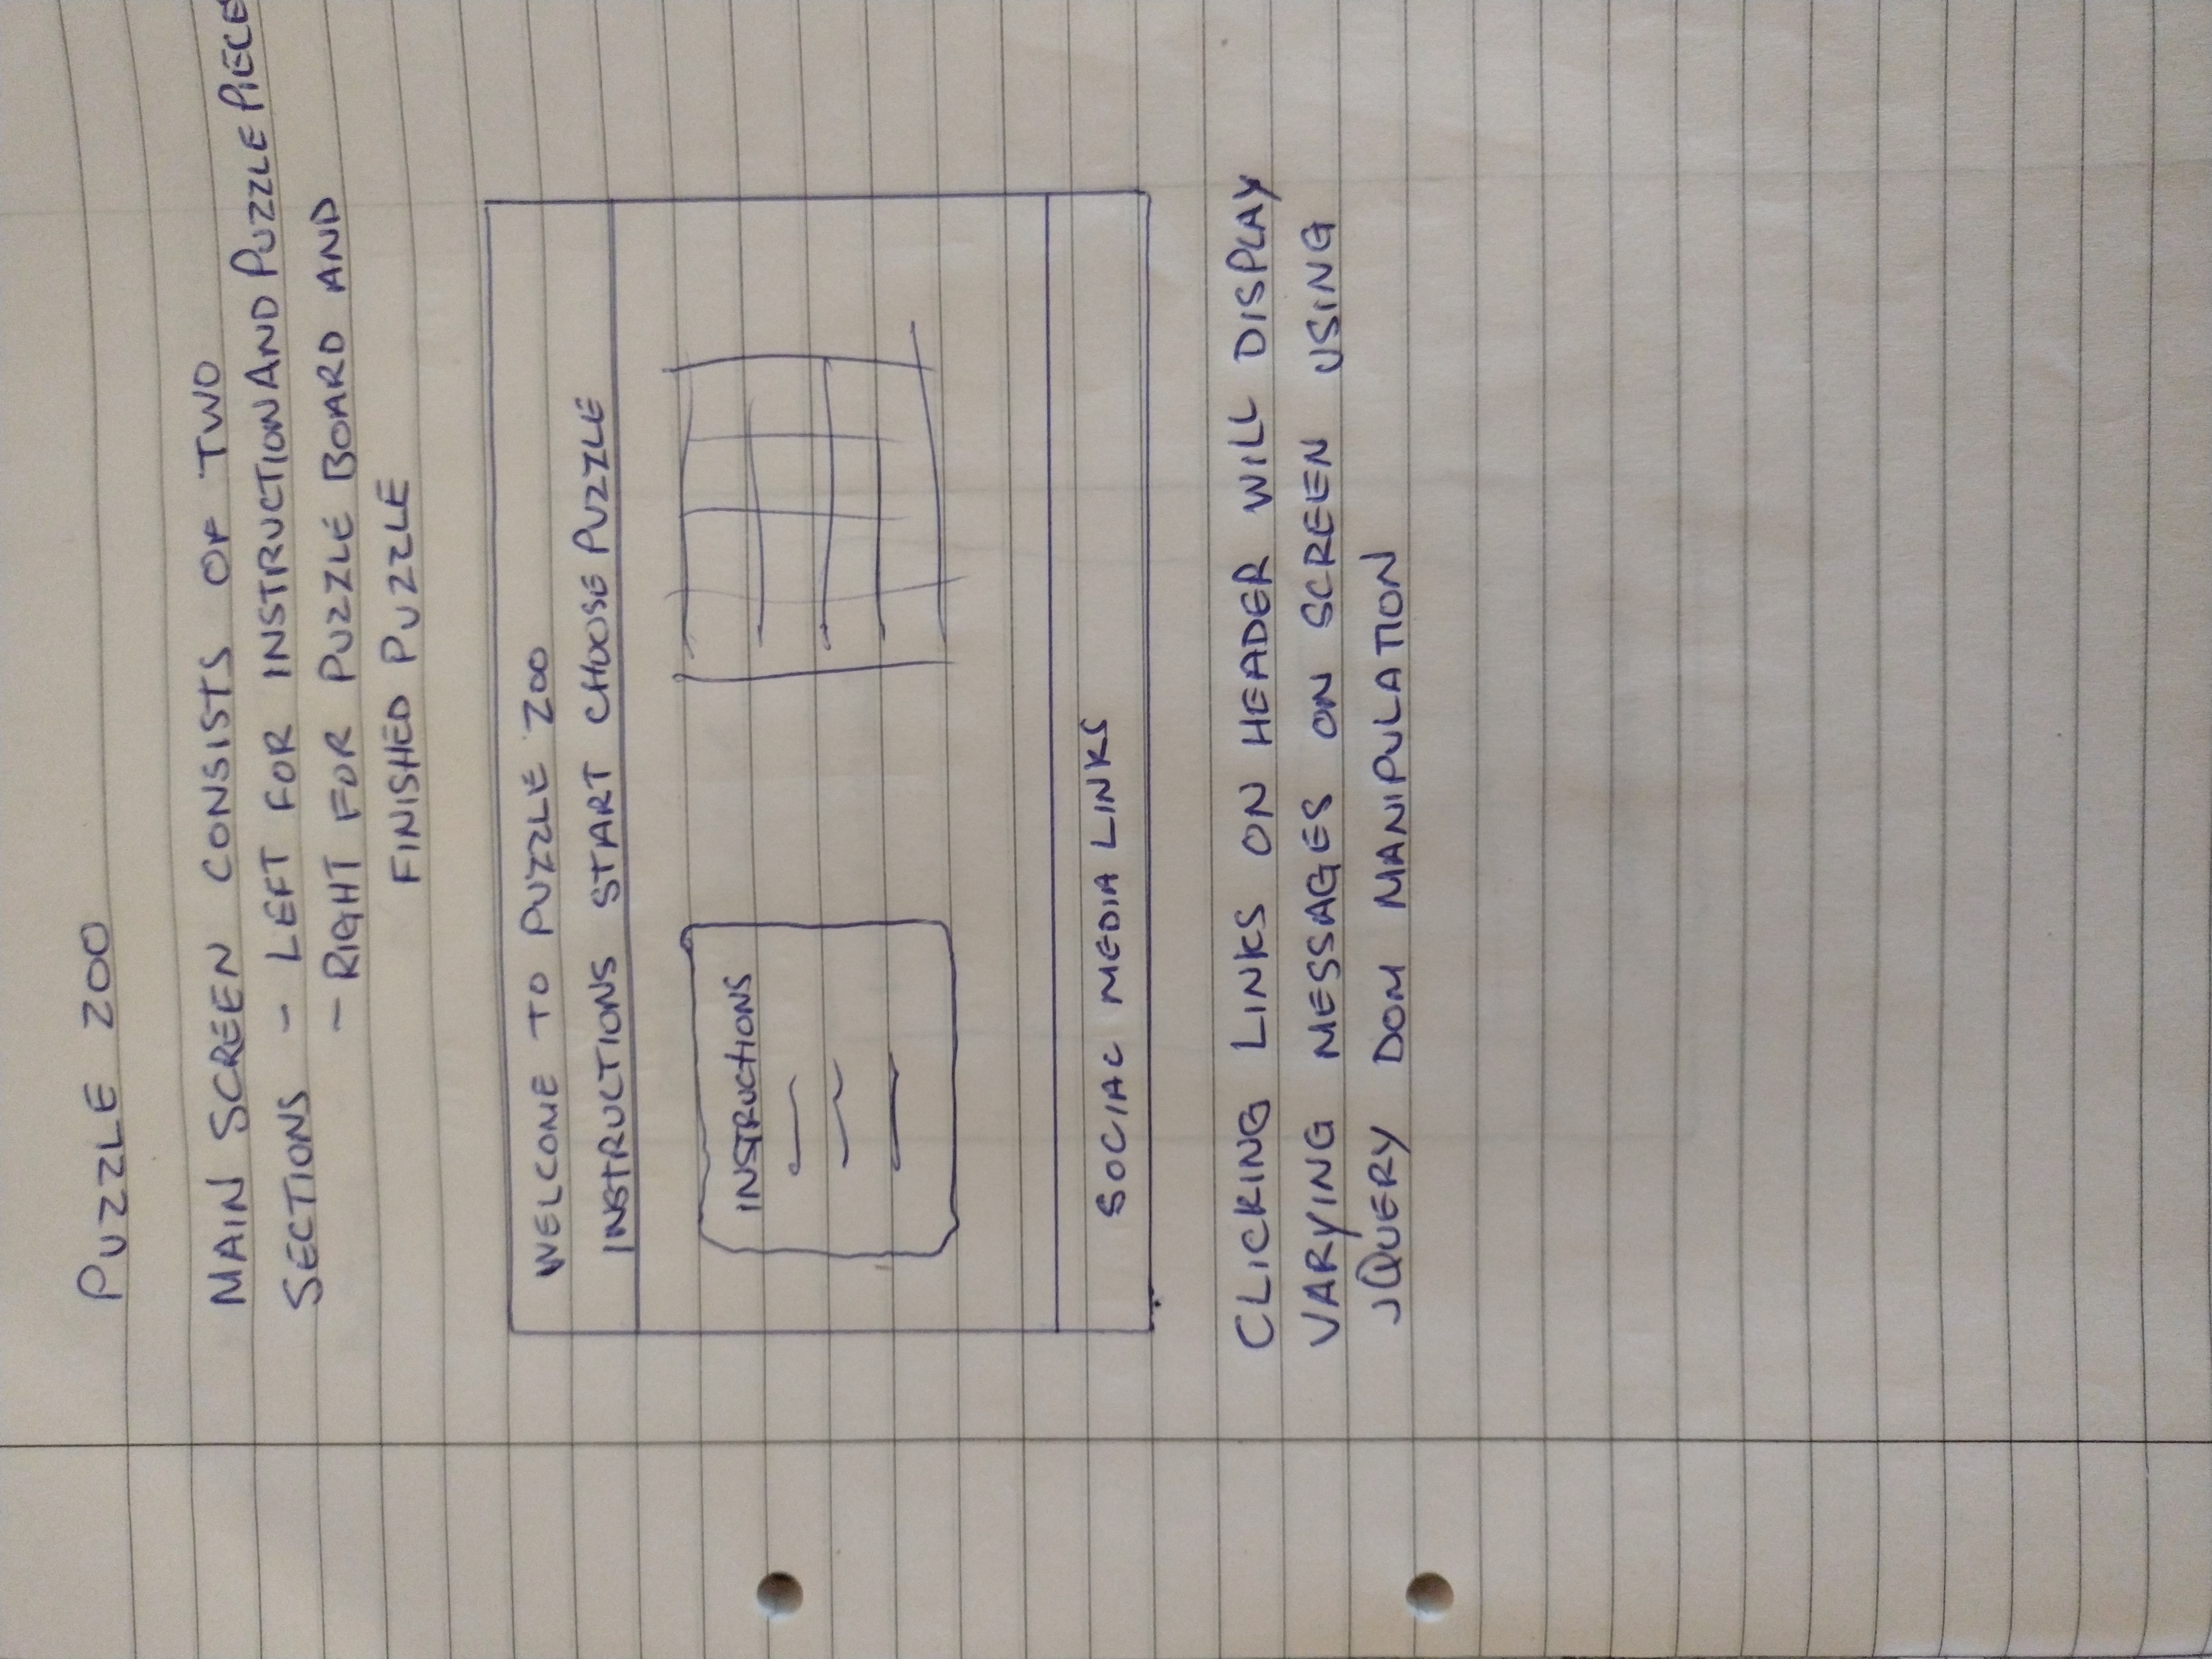 PUZZLE ZOO
MAIN SCREEN CONSISTS OF TWO
SECTIONS - LEFT FOR INSTRUCTION AND PUZZLE PIECE
- RIGHT FOR PUZZLE BOARD AND
FINISHED PUZZLE
WELCOME TO PUZZLE ZOO
INSTRUCTIONS START CHOOSE PUZZLE
INSTRUCTIONS
SOCIAL MEDIA LINKS
CLICKING LINKS ON HEADER WILL DISPLAY
VARYING MESSAGES ON SCREEN USING
JQUERY DOM MANIPULATION